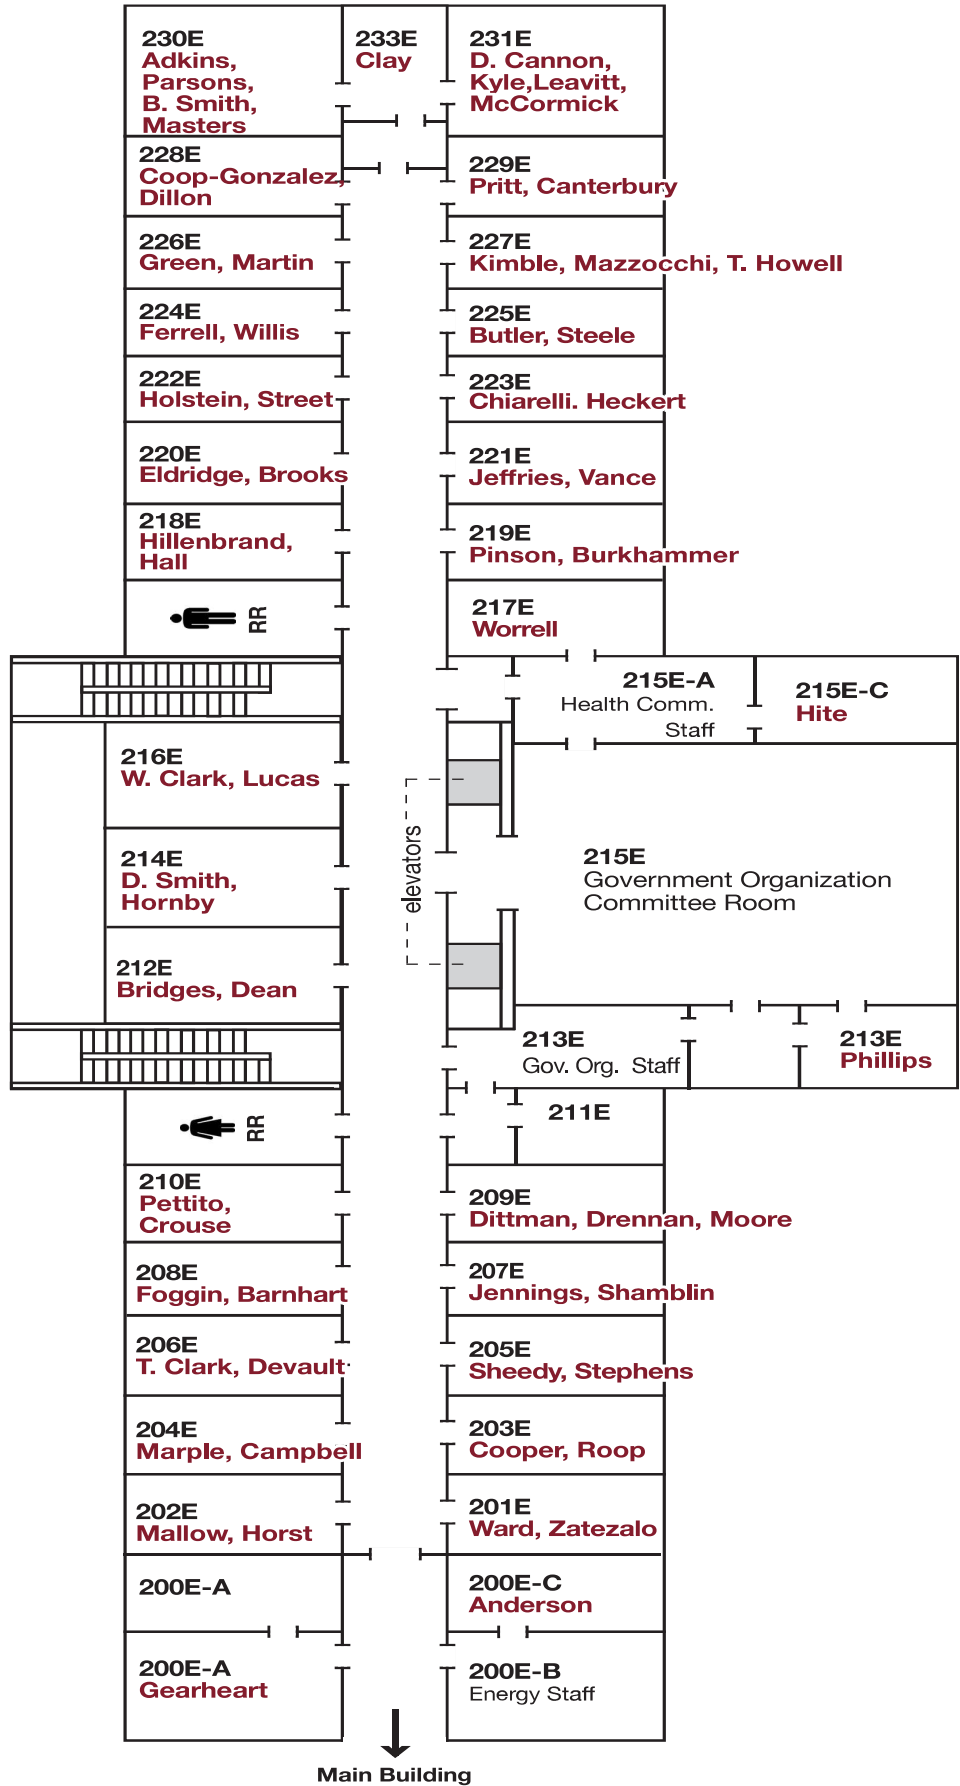 230E
Adkins,
Parsons,
B. Smith,
Masters
233E
Clay
231E
D. Cannon,
Kyle,Leavitt,
McCormick
228E
Coop-Gonzalez,
Dillon
229E
Pritt, Canterbury
226E
Green, Martin
227E
Kimble, Mazzocchi, T. Howell
224E
Ferrell, Willis
225E
Butler, Steele
222E
Holstein, Street
223E
Chiarelli. Heckert
220E
Eldridge, Brooks
221E
Jeffries, Vance
218E
Hillenbrand,
Hall
219E
Pinson, Burkhammer
RR
217E
Worrell
215E-A
Health Comm.
Staff
215E-C
Hite
216E
W. Clark, Lucas
elevators
214E
D. Smith,
Hornby
215E
Government Organization
Committee Room
212E
Bridges, Dean
213E
Gov. Org. Staff
213E
Phillips
RR
211E
210E
Pettito,
Crouse
209E
Dittman, Drennan, Moore
208E
Foggin, Barnhart
207E
Jennings, Shamblin
206E
T. Clark, Devault
205E
Sheedy, Stephens
204E
Marple, Campbell
203E
Cooper, Roop
202E
Mallow, Horst
201E
Ward, Zatezalo
200E-A
200E-C
Anderson
200E-A
Gearheart
200E-B
Energy Staff
Main Building